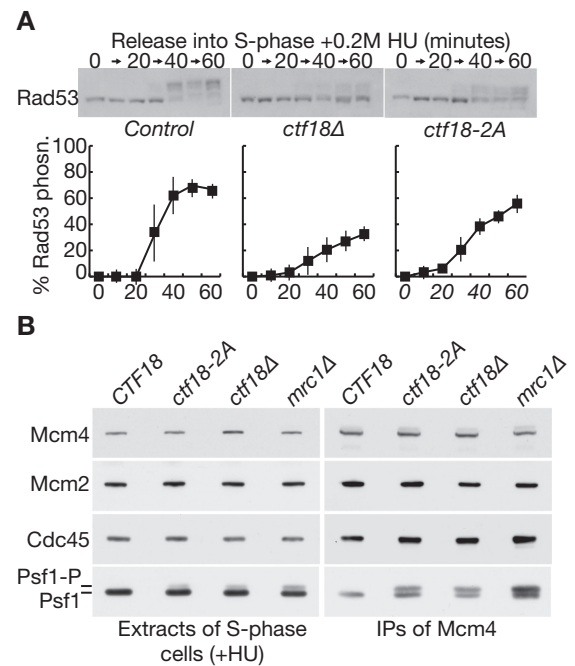 A
Release into S-phase +0.2M HU (minutes)
0 → 20 → 40 → 60 0 → 20 → 40 → 60 0 → 20 → 40 → 60
Rad53
Control ctf18Δ ctf18-2A
% Rad53 phosn.
100
80
60
40
20
0
0 20 40 60 0 20 40 60 0 20 40 60
B
CTF18 ctf18-2A ctf18Δ mrc1Δ CTF18 ctf18-2A ctf18Δ mrc1Δ
Mcm4
Mcm2
Cdc45
Psf1-P
Psf1
Extracts of S-phase
cells (+HU)
IPs of Mcm4